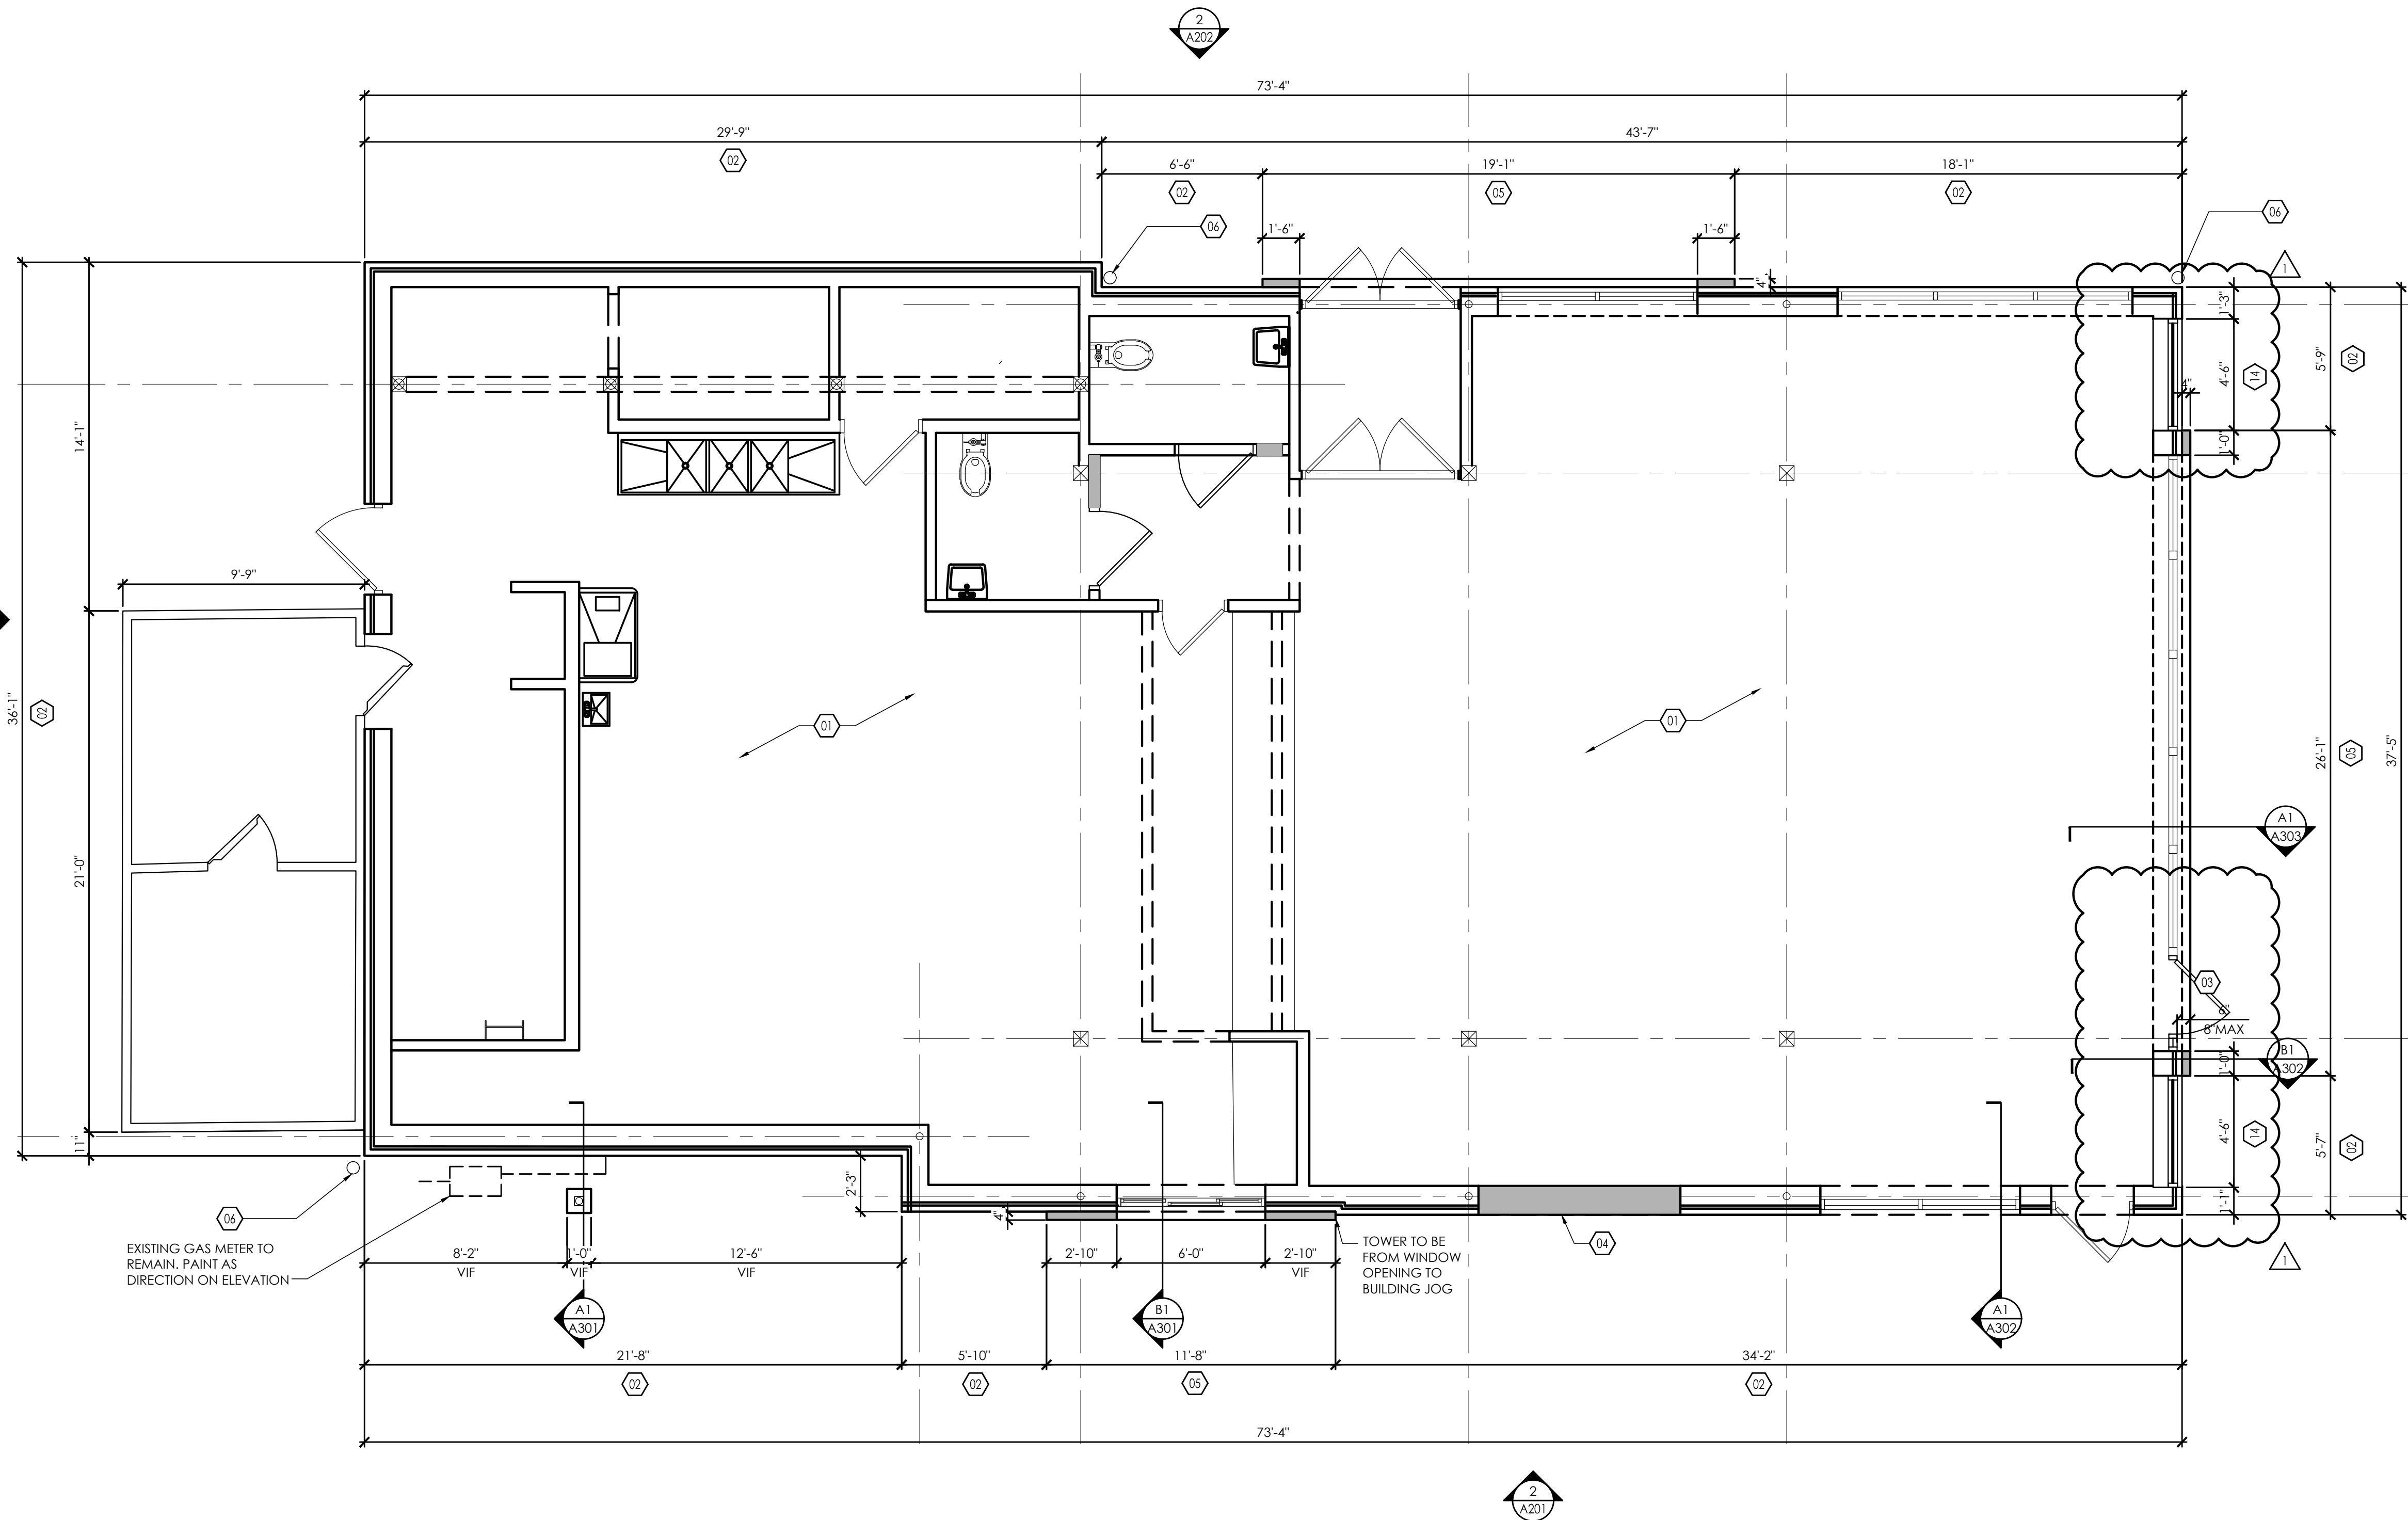 2
A202
73'-4"
29'-9"
43'-7"
02
6'-6"
19'-1"
18'-1"
02
05
02
06
06
1'-6"
1'-6"
1
4"
1'-3"
5'-9"
02
4'-6"
14
4"
1'-0"
14'-1"
9'-9"
36'-1"
02
01
01
26'-1"
05
37'-5"
21'-0"
A1
A303
03
6"
8"MAX
B1
A302
1'-0"
4'-6"
14
5'-7"
02
1'-1"
11"
2'-3"
4"
06
EXISTING GAS METER TO
REMAIN. PAINT AS
DIRECTION ON ELEVATION
8'-2"
VIF
1'-0"
VIF
12'-6"
VIF
2'-10"
6'-0"
2'-10"
VIF
TOWER TO BE
FROM WINDOW
OPENING TO
BUILDING JOG
04
1
A1
A301
B1
A301
A1
A302
21'-8"
5'-10"
11'-8"
34'-2"
02
02
05
02
73'-4"
2
A201